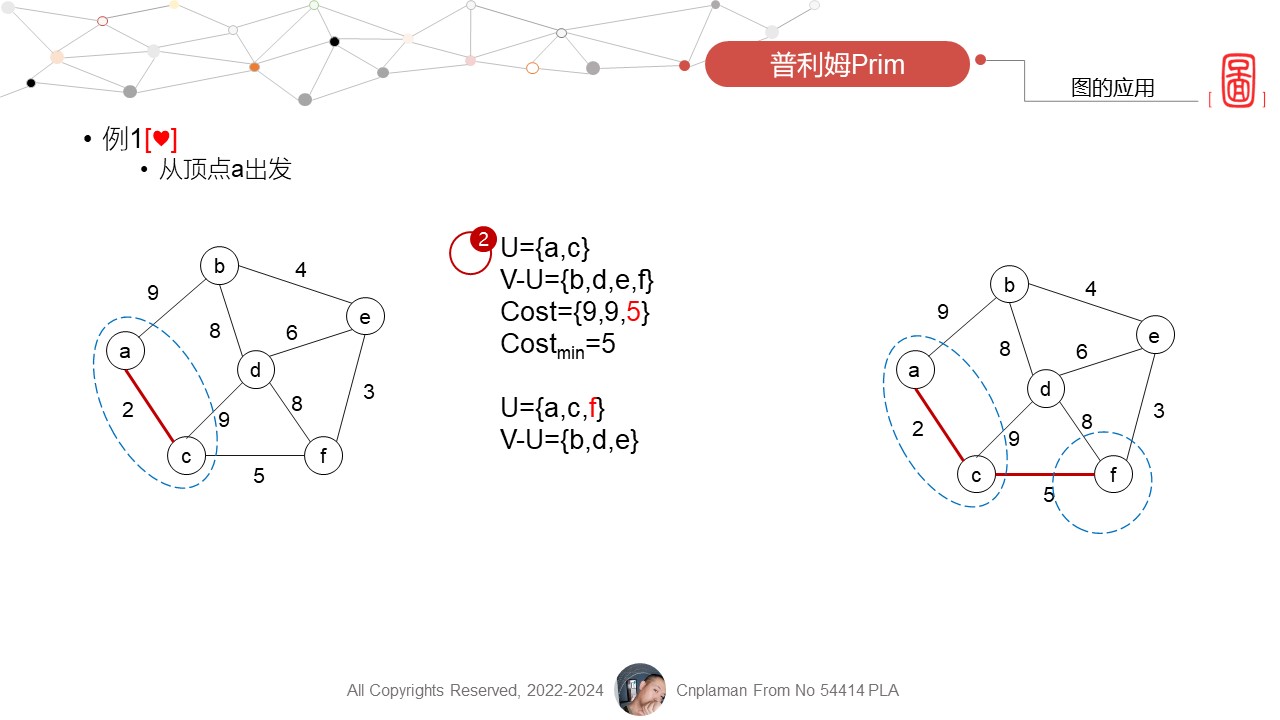 普利姆Prim
图的应用
[图]
• 例1[♥]
• 从顶点a出发
2
U={a,c}
V-U={b,d,e,f}
Cost={9,9,5}
Costmin=5
U={a,c,f}
V-U={b,d,e}
b
4
9
e
8
6
a
d
2
8
3
9
c
f
5
b
4
9
e
8
6
a
d
2
8
3
9
c
f
5
All Copyrights Reserved, 2022-2024
Cnplaman From No 54414 PLA